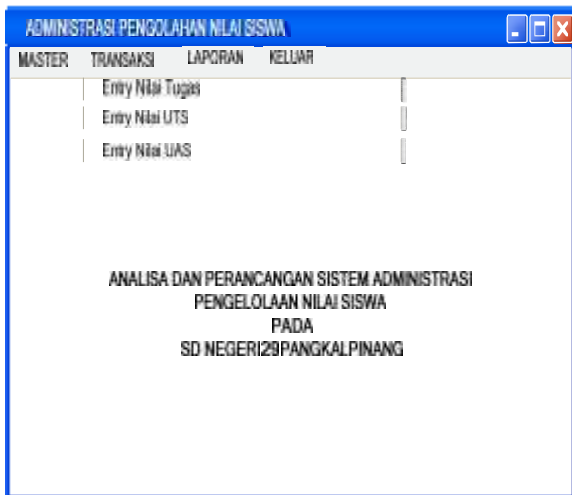 ADMINISTRASI PENGOLAHAN NILAI SISWA
MASTER TRANSAKSI LAPORAN KELUAR
Entry Nilai Tugas
Entry Nilai UTS
Entry Nilai UAS
ANALISA DAN PERANCANGAN SISTEM ADMINISTRASI
PENGELOLAAN NILAI SISWA
PADA
SD NEGERI29PANGKALPINANG